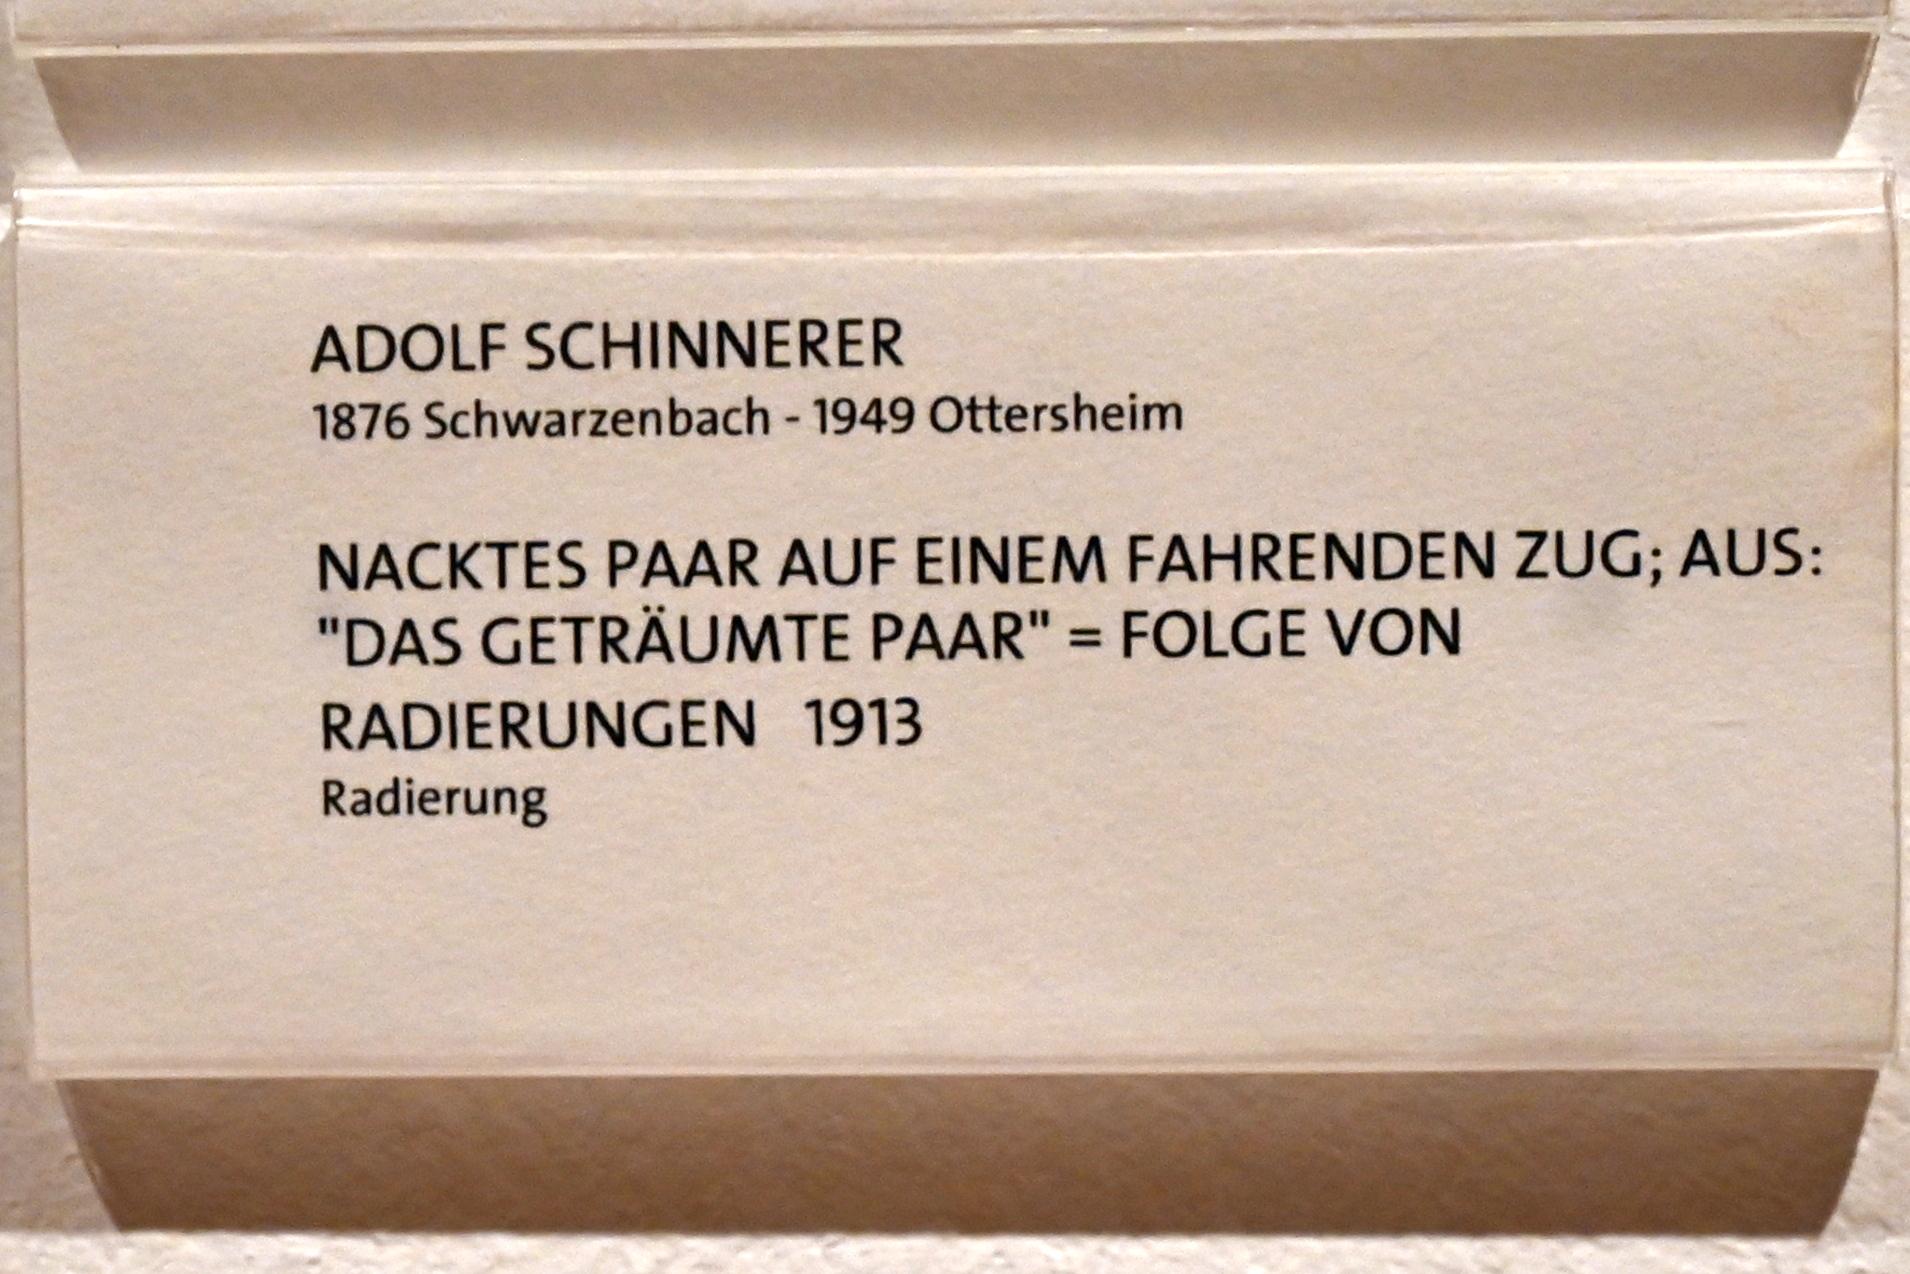 ADOLF SCHINNERER
1876 Schwarzenbach - 1949 Ottersheim
NACKTES PAAR AUF EINEM FAHRENDEN ZUG; AUS:
"DAS GETRÄUMTE PAAR" = FOLGE VON
RADIERUNGEN 1913
Radierung